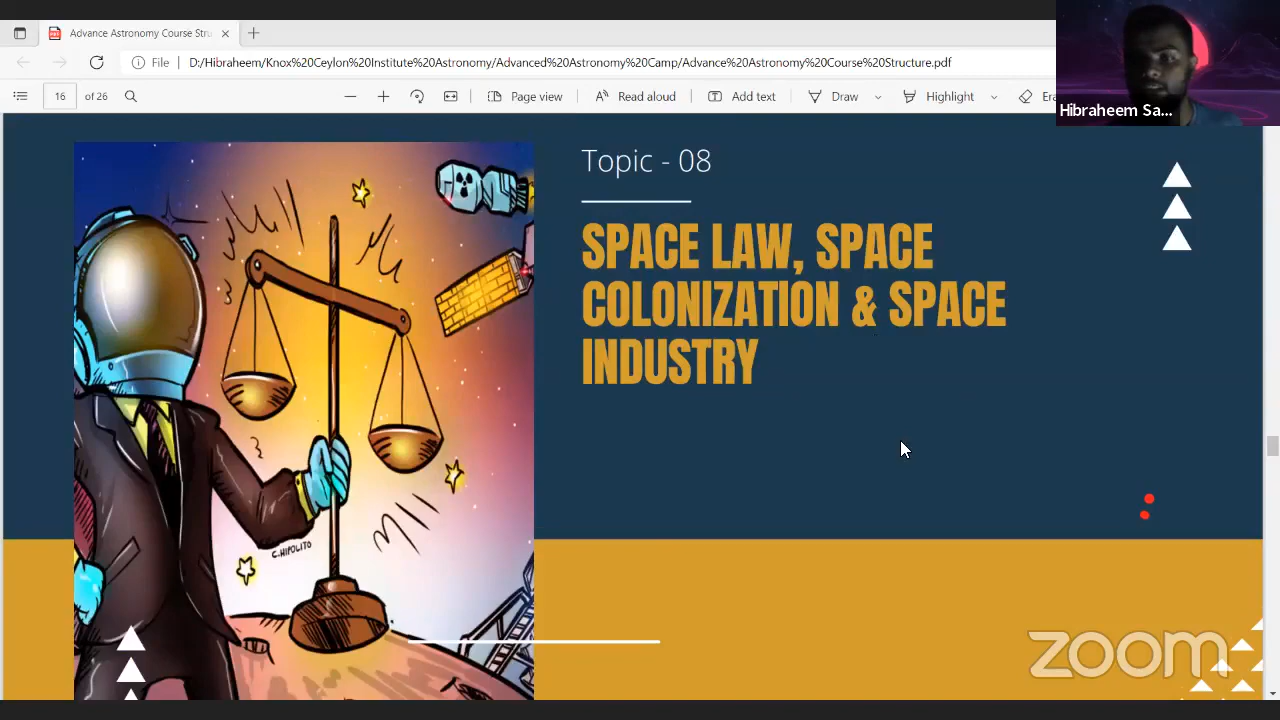 Advance Astronomy Course Stru
File
D:/Hibraheem/Knox%20Ceylon%20Institute%20Astronomy/Advanced%20Astronomy%20Camp/Advance%20Astronomy%20Course%20Structure.pdf
16 of 26
Page view
Read aloud
Add text
Draw
Highlight
Era
Hibraheem Sa...
Topic - 08
SPACE LAW, SPACE
COLONIZATION & SPACE
INDUSTRY
C.HIPOLITO
zoom